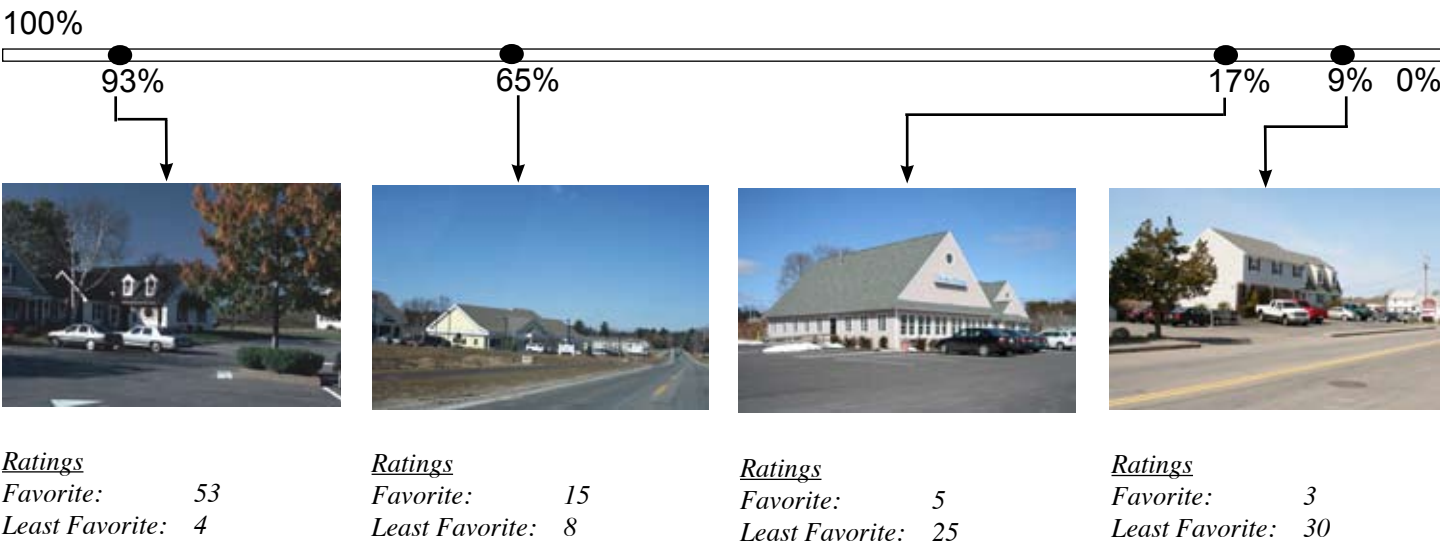 100%
93% 65% 17% 9% 0%
Ratings
Favorite: 53
Least Favorite: 4
Ratings
Favorite: 15
Least Favorite: 8
Ratings
Favorite: 5
Least Favorite: 25
Ratings
Favorite: 3
Least Favorite: 30